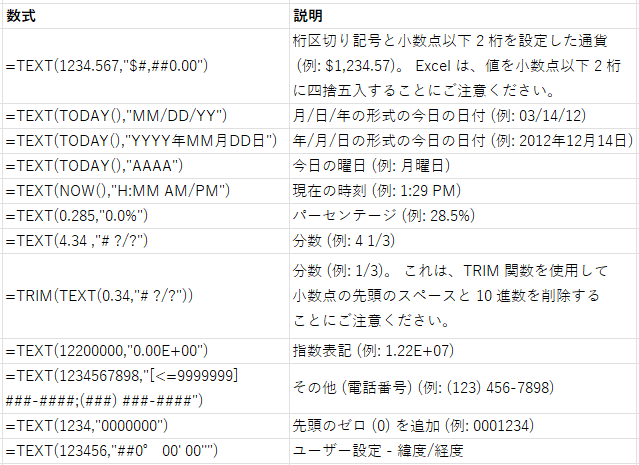 数式 説明
=TEXT(1234.567,"$#,##0.00") 桁区切り記号と小数点以下 2 桁を設定した通貨
(例: $1,234.57)。 Excel は、値を小数点以下 2 桁
に四捨五入することにご注意ください。
=TEXT(TODAY(),"MM/DD/YY") 月/日/年の形式の今日の日付 (例: 03/14/12)
=TEXT(TODAY(),"YYYY年MM月DD日") 年/月/日の形式の今日の日付 (例: 2012年12月14日)
=TEXT(TODAY(),"AAAA") 今日の曜日 (例: 月曜日)
=TEXT(NOW(),"H:MM AM/PM") 現在の時刻 (例: 1:29 PM)
=TEXT(0.285,"0.0%") パーセンテージ (例: 28.5%)
=TEXT(4.34 ,"# ?/?") 分数 (例: 4 1/3)
=TRIM(TEXT(0.34,"# ?/?")) 分数 (例: 1/3)。 これは、TRIM 関数を使用して
小数点の先頭のスペースと 10 進数を削除する
ことにご注意ください。
=TEXT(12200000,"0.00E+00") 指数表記 (例: 1.22E+07)
=TEXT(1234567898,"[<=9999999]
###-####;(###) ###-####") その他 (電話番号) (例: (123) 456-7898)
=TEXT(1234,"0000000") 先頭のゼロ (0) を追加 (例: 0001234)
=TEXT(123456,"##0° 00' 00''") ユーザー設定 - 緯度/経度